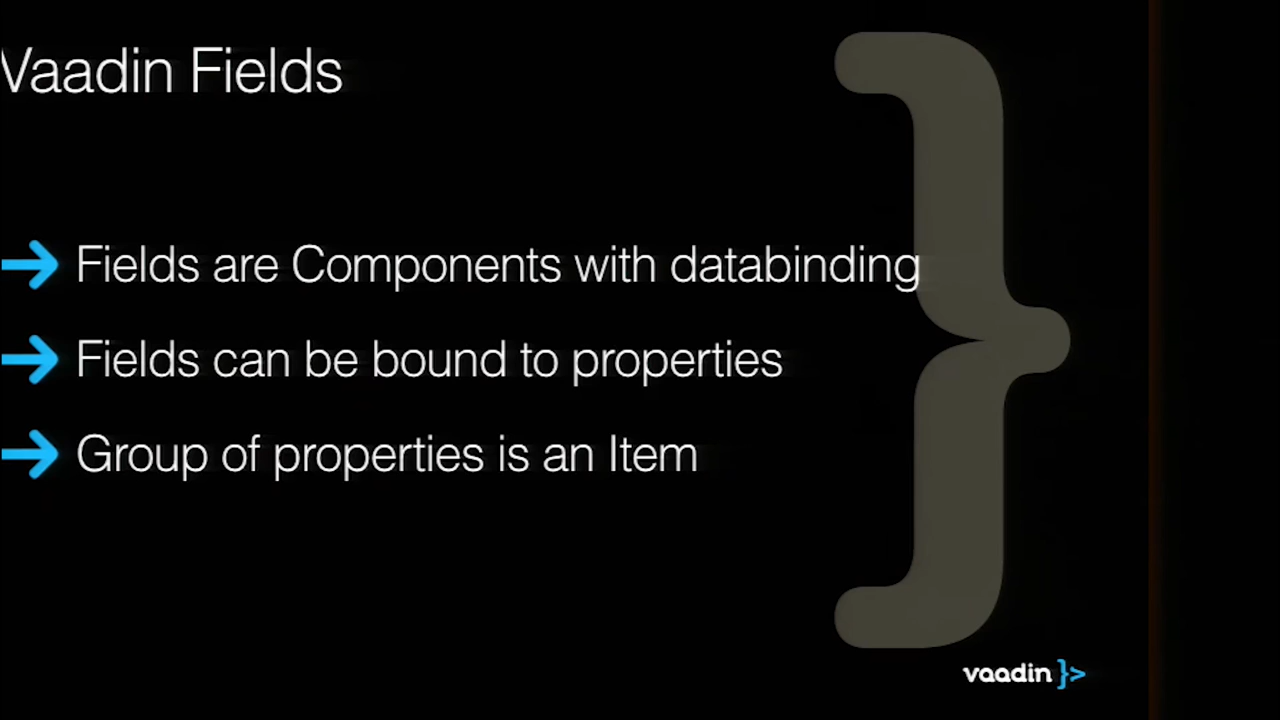 Vaadin Fields
Fields are Components with databinding
Fields can be bound to properties
Group of properties is an Item
vaadin }>